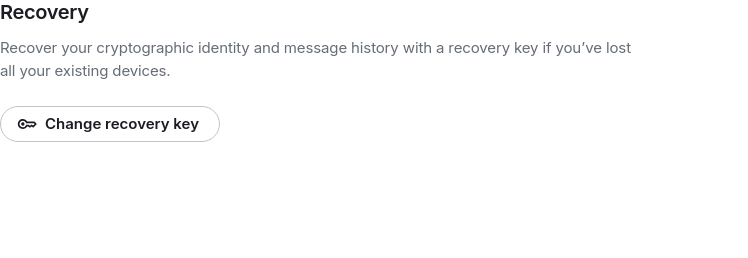 Recovery
Recover your cryptographic identity and message history with a recovery key if you’ve lost
all your existing devices.
Change recovery key